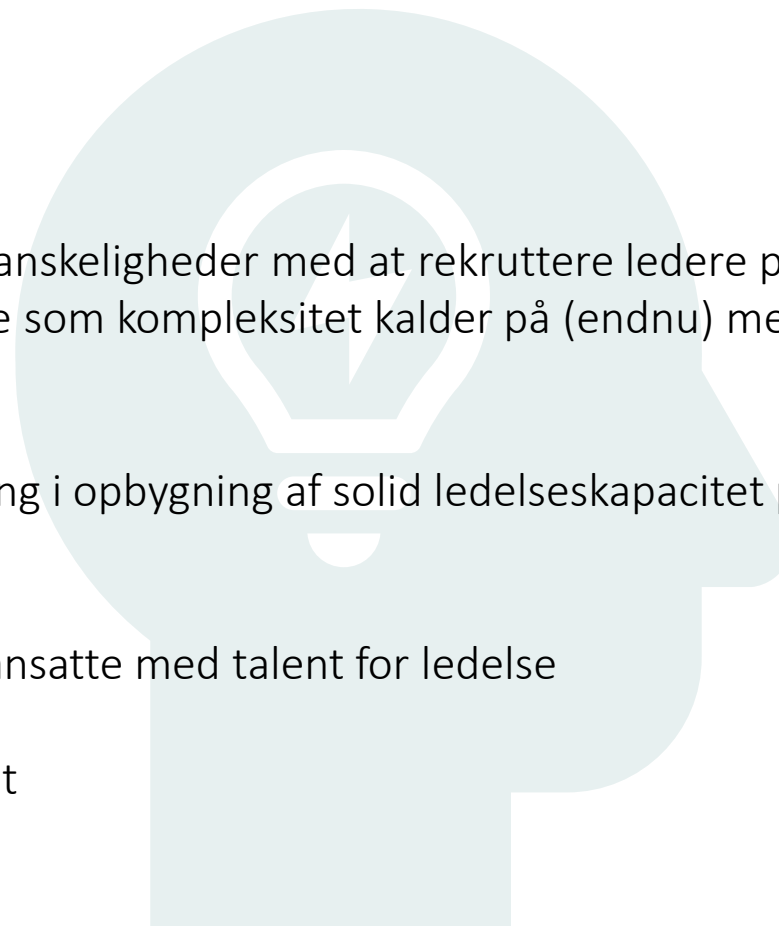 anskeligheder med at rekruttere ledere p
e som kompleksitet kalder på (endnu) me
ng i opbygning af solid ledelseskapacitet
ansatte med talent for ledelse
t